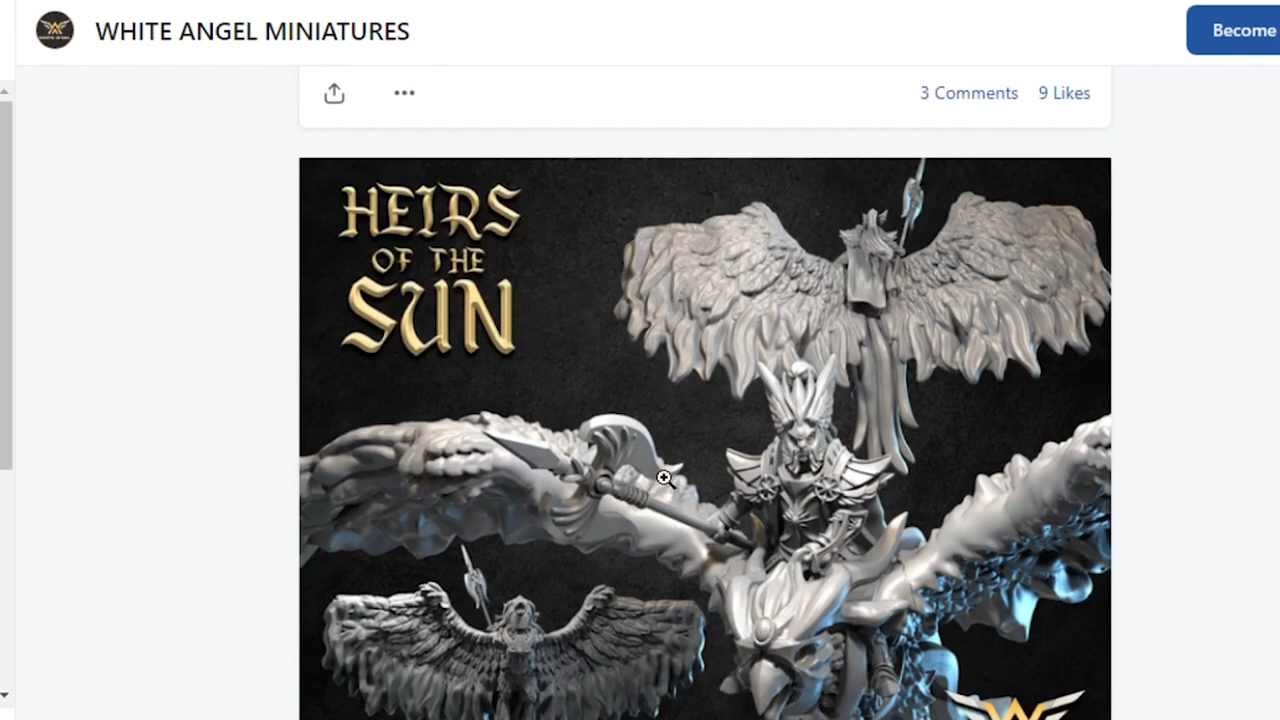 WHITE ANGEL MINIATURES
Become
3 Comments 9 Likes
HEIRS
OF THE
SUN